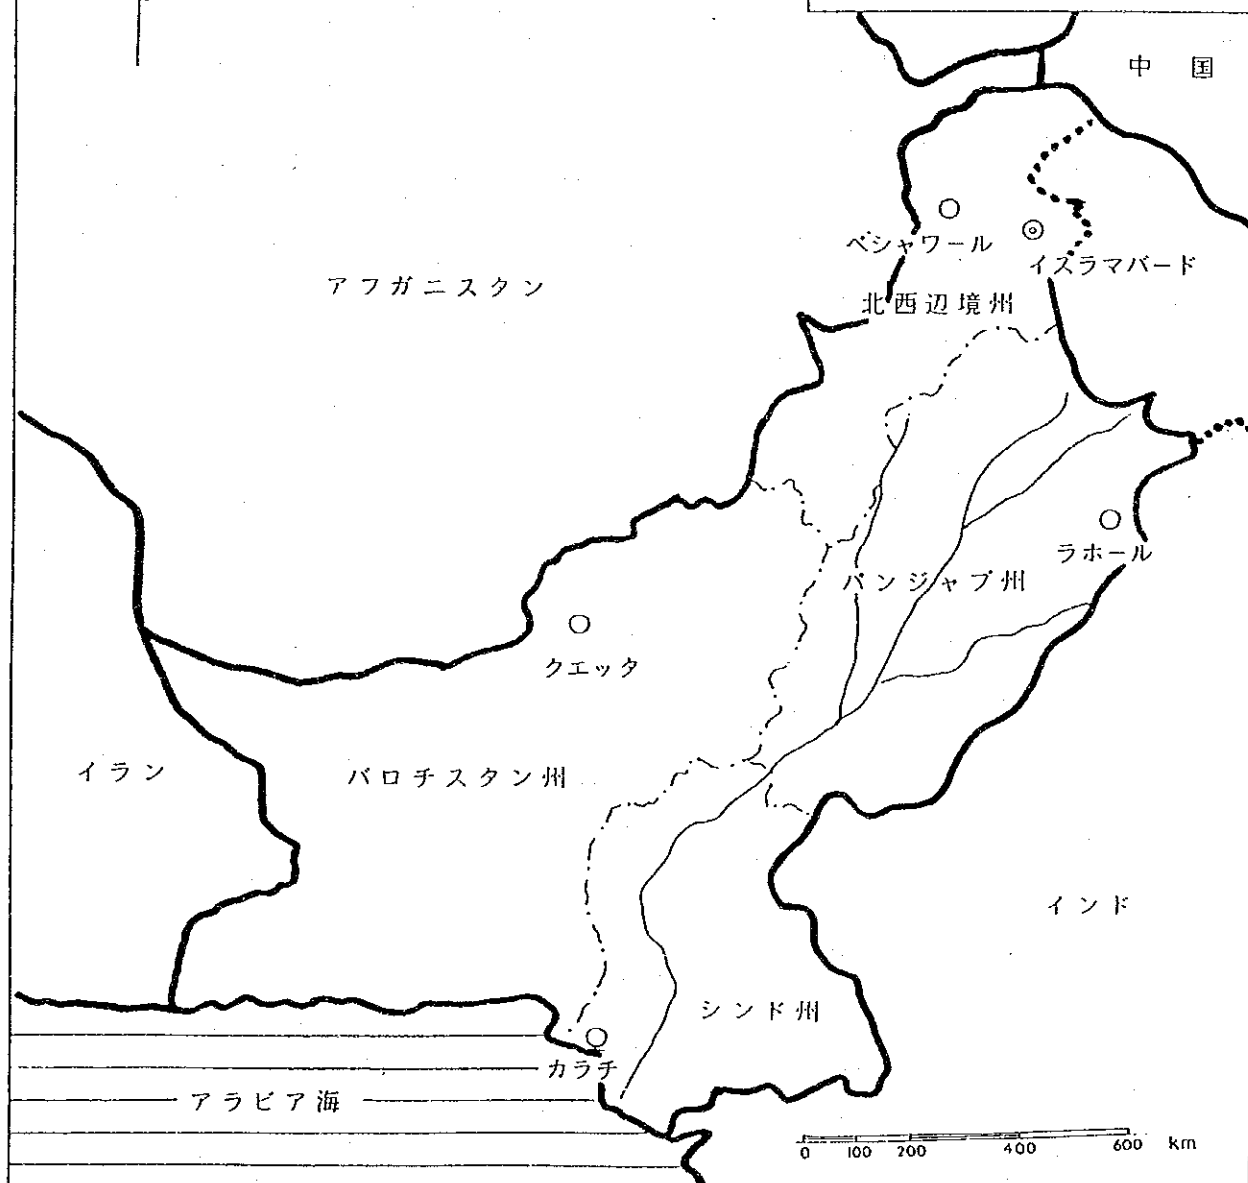 中国
ペシャワール
イスラマバード
アフガニスタン
北西辺境州
ラホール
パンジャブ州
クエッタ
イラン
バロチスタン州
インド
シンド州
カラチ
アラビア海
0 100 200 400 600 km